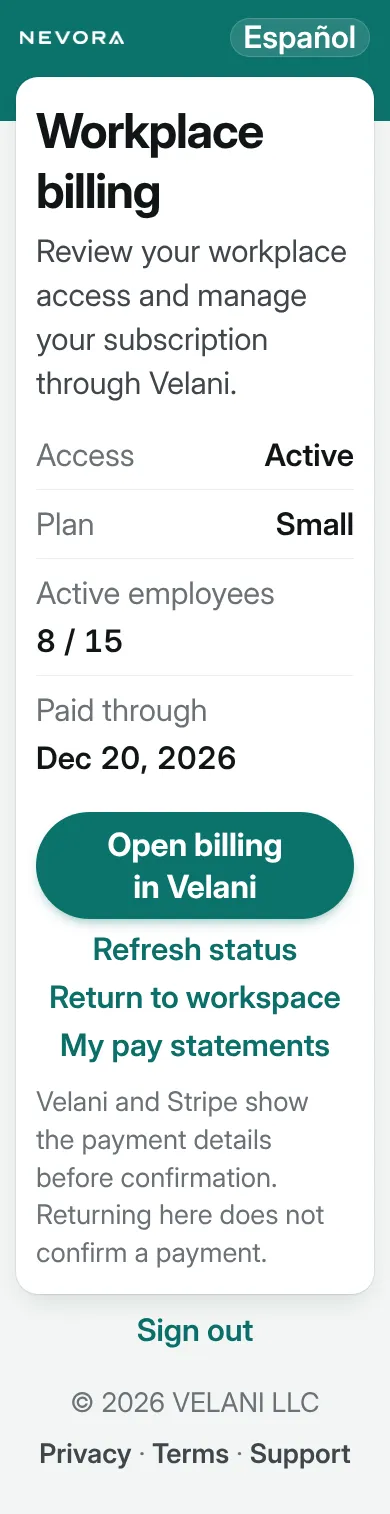 NEVORA
Español
Workplace
billing
Review your workplace
access and manage
your subscription
through Velani.
Access Active
Plan Small
Active employees
8 / 15
Paid through
Dec 20, 2026
Open billing
in Velani
Refresh status
Return to workspace
My pay statements
Velani and Stripe show
the payment details
before confirmation.
Returning here does not
confirm a payment.
Sign out
© 2026 VELANI LLC
Privacy · Terms · Support